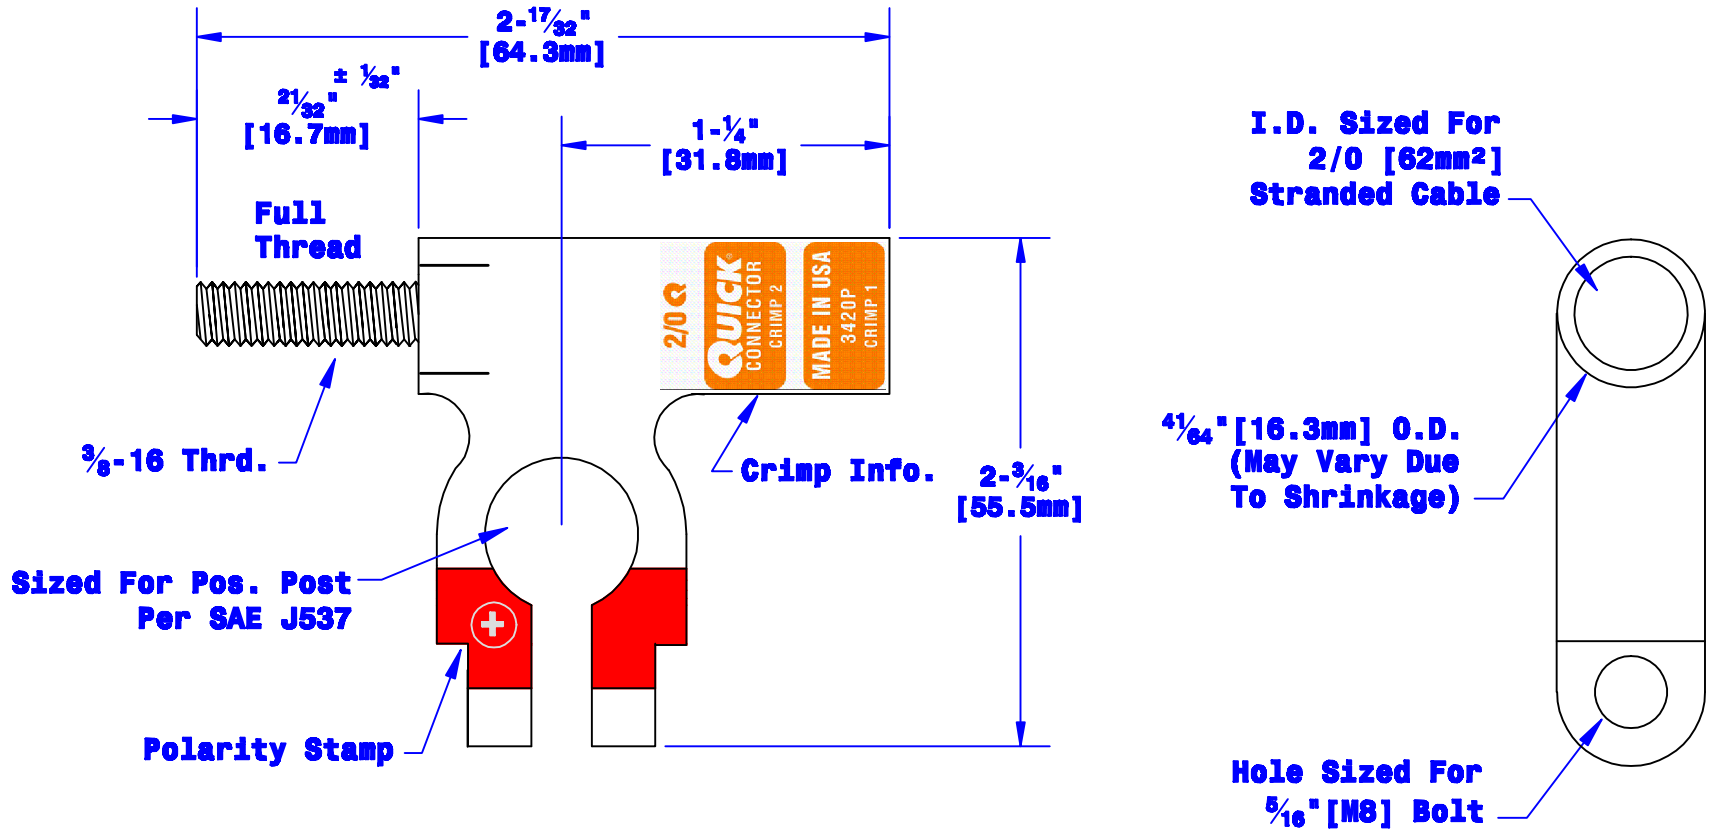 2-17/32"
[64.3mm]
± 1/32"
21/32"
[16.7mm]
1-1/4"
[31.8mm]
Full
Thread
I.D. Sized For
2/0 [62mm²]
Stranded Cable
2/0 Q
QUICK
CONNECTOR
CRIMP 2
MADE IN USA
3420P
CRIMP 1
3/8-16 Thrd.
Crimp Info.
2-3/16"
[55.5mm]
41/64"[16.3mm] O.D.
(May Vary Due
To Shrinkage)
Sized For Pos. Post
Per SAE J537
+
Polarity Stamp
Hole Sized For
5/16"[M8] Bolt